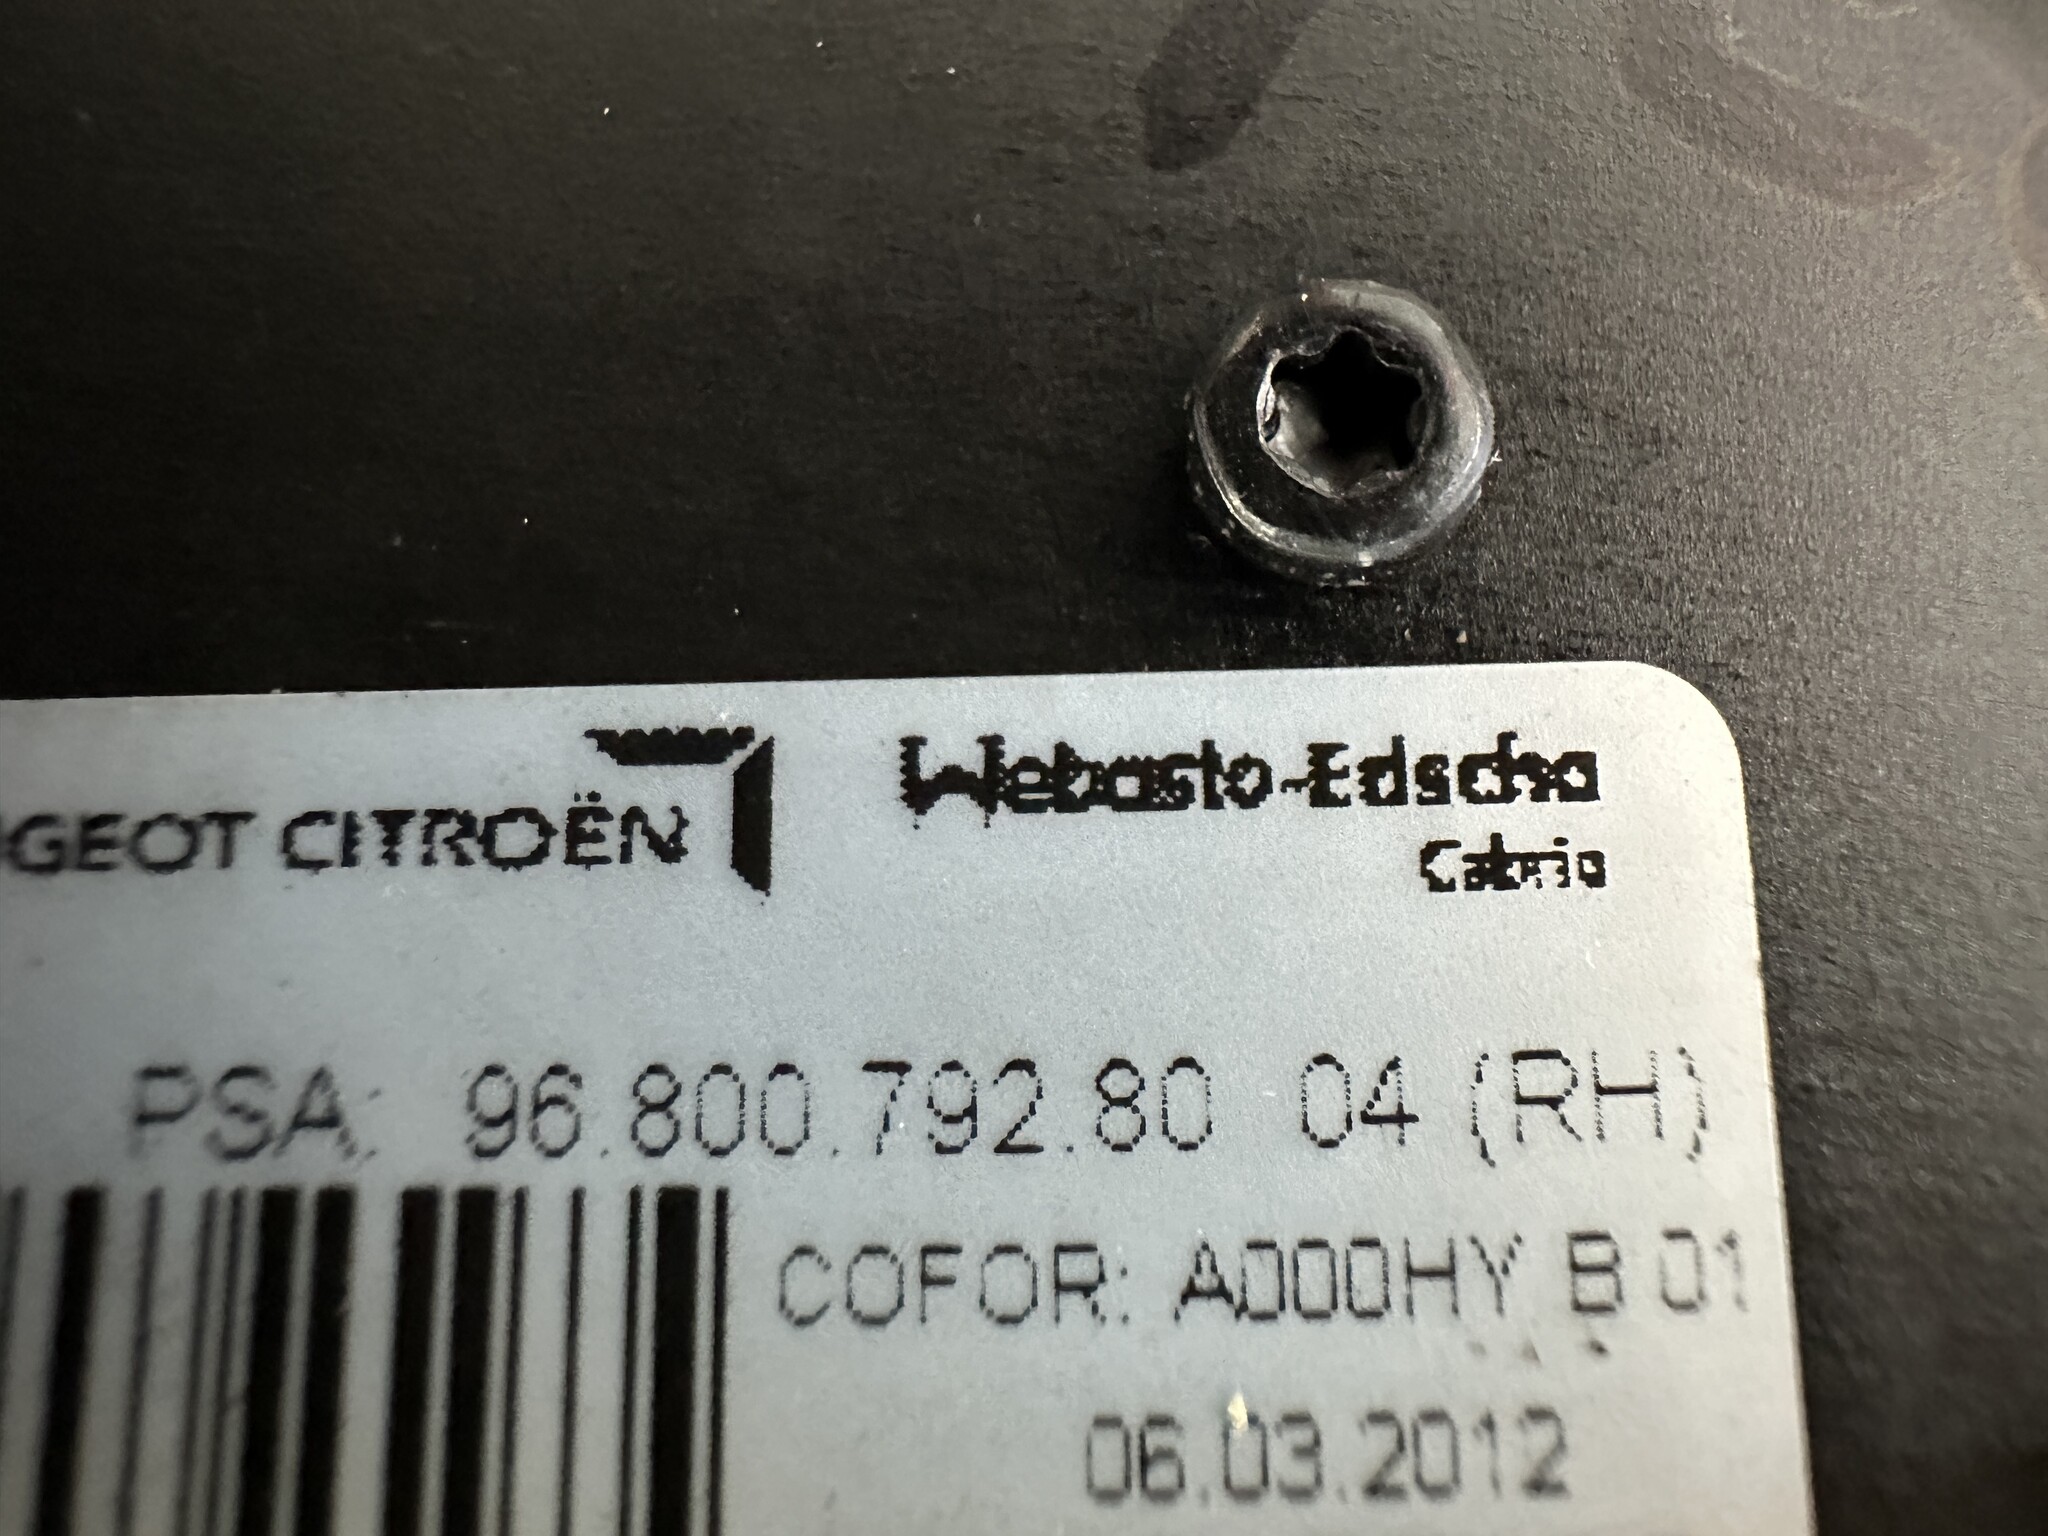 GEOT CITROËN
Webasto-Edscha
Cabrio
PSA: 96.800.792.80 04 (RH)
COFOR: A000HY B 01
06.03.2012